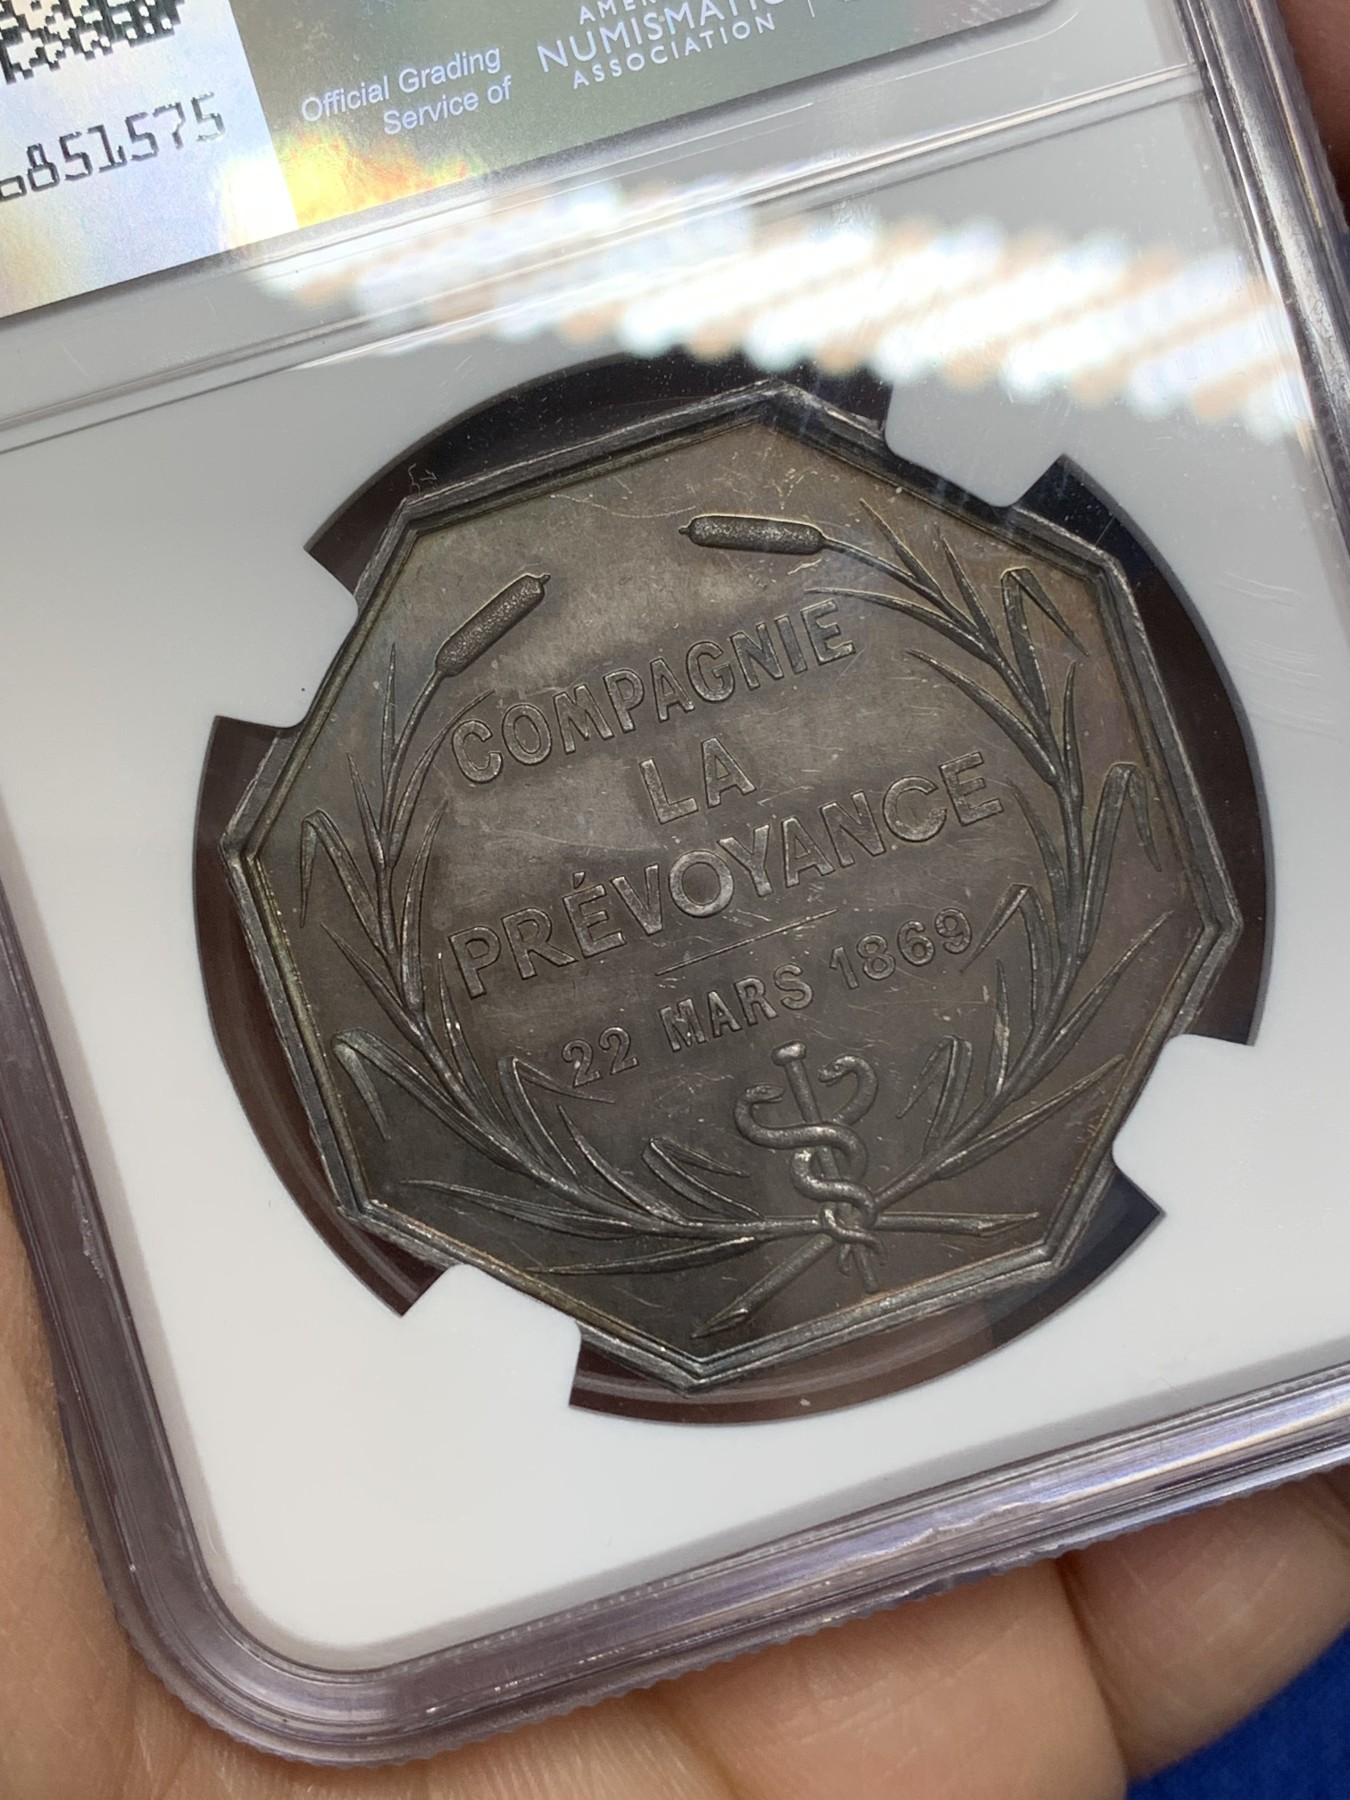 Official Grading
Service of
NUMISMATIC
ASSOCIATION
851575
COMPAGNIE
LA
PRÉVOYANCE
22 MARS 1869